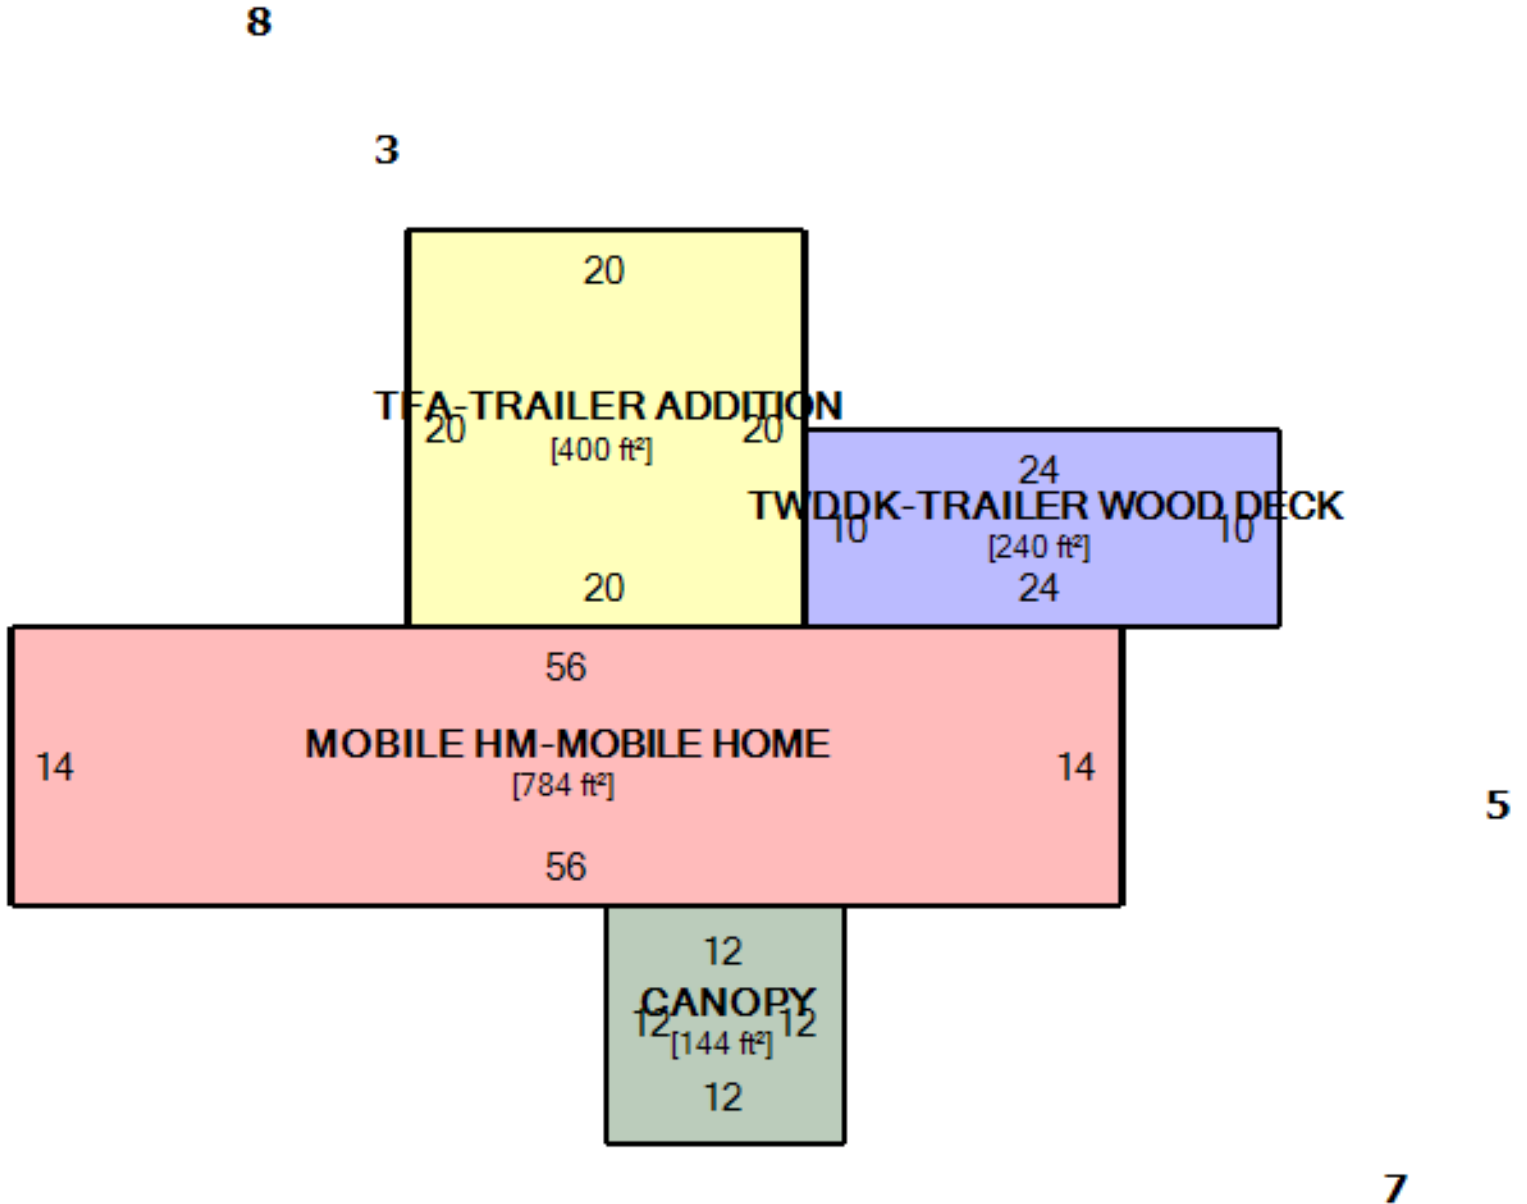 8
3
20
TFA-TRAILER ADDITION
20 20
[400 ft²]
20
24
TWDDK-TRAILER WOOD DECK
10 10
[240 ft²]
24
56
MOBILE HM-MOBILE HOME
14 14
[784 ft²]
56
5
12
CANOPY
12 12
[144 ft²]
12
7